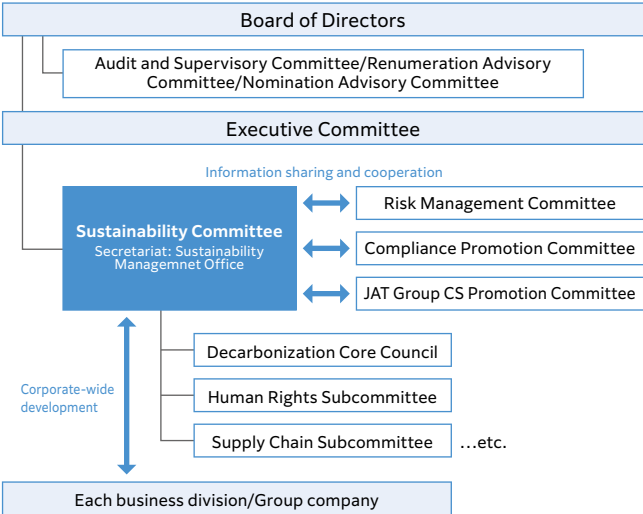 Board of Directors
Audit and Supervisory Committee/Renumeration Advisory
Committee/Nomination Advisory Committee
Executive Committee
Information sharing and cooperation
Sustainability Committee
Secretariat: Sustainability
Managemnet Office
Risk Management Committee
Compliance Promotion Committee
JAT Group CS Promotion Committee
Decarbonization Core Council
Corporate-wide
development
Human Rights Subcommittee
Supply Chain Subcommittee
...etc.
Each business division/Group company